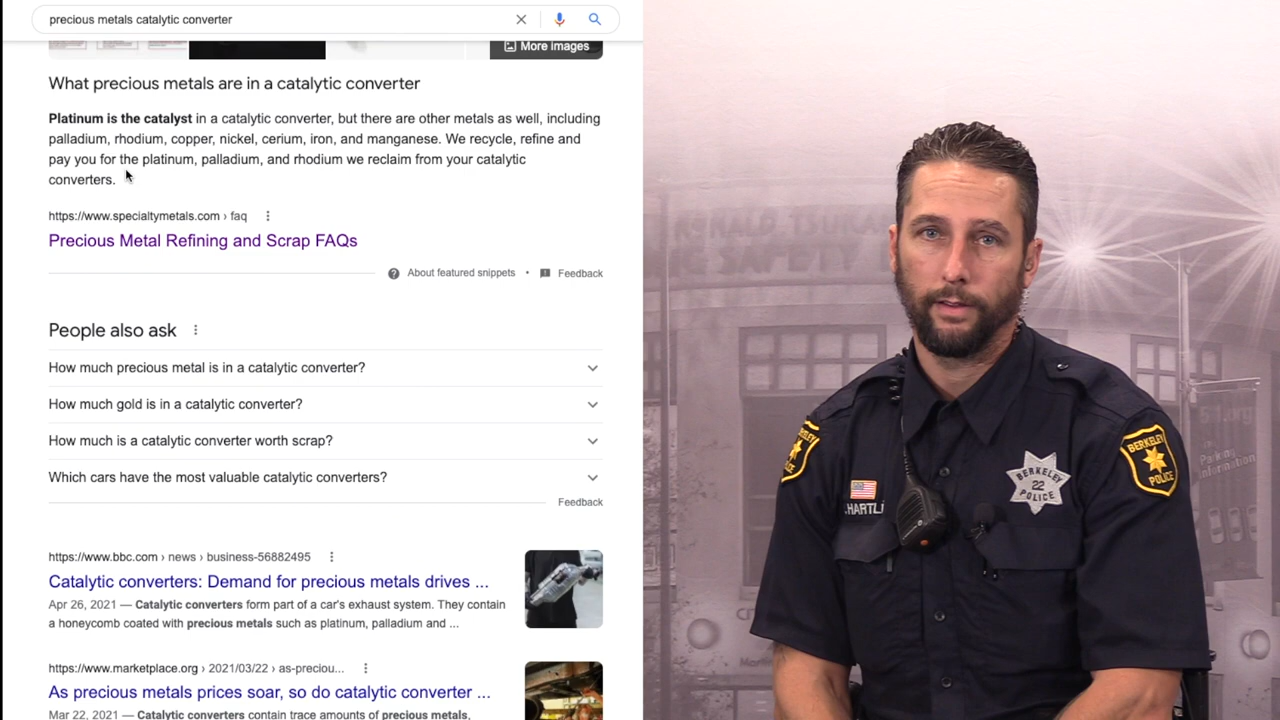 precious metals catalytic converter
More images
What precious metals are in a catalytic converter
Platinum is the catalyst in a catalytic converter, but there are other metals as well, including
palladium, rhodium, copper, nickel, cerium, iron, and manganese. We recycle, refine and
pay you for the platinum, palladium, and rhodium we reclaim from your catalytic
converters.
https://www.specialtymetals.com › faq
Precious Metal Refining and Scrap FAQs
About featured snippets • Feedback
People also ask
How much precious metal is in a catalytic converter?
How much gold is in a catalytic converter?
How much is a catalytic converter worth scrap?
Which cars have the most valuable catalytic converters?
Feedback
https://www.bbc.com › news › business-56882495
Catalytic converters: Demand for precious metals drives ...
Apr 26, 2021 — Catalytic converters form part of a car's exhaust system. They contain
a honeycomb coated with precious metals such as platinum, palladium and ...
https://www.marketplace.org › 2021/03/22 › as-preciou...
As precious metals prices soar, so do catalytic converter ...
Mar 22, 2021 — Catalytic converters contain trace amounts of precious metals,
RONALD TSUKA
SAFETY
Parking
Information
BERKELEY
POLICE
BERKELEY
22
POLICE
HARTL